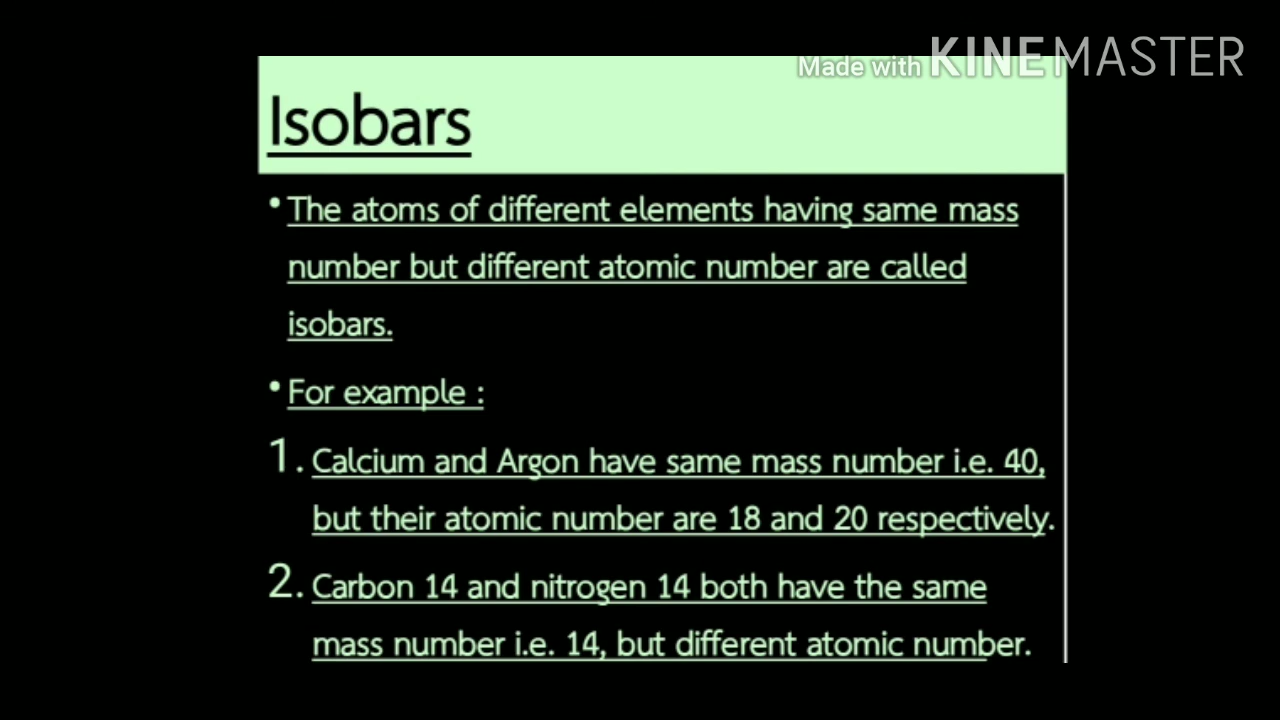 Made with KINEMASTER
Isobars
• The atoms of different elements having same mass
number but different atomic number are called
isobars.
• For example :
1. Calcium and Argon have same mass number i.e. 40,
but their atomic number are 18 and 20 respectively.
2. Carbon 14 and nitrogen 14 both have the same
mass number i.e. 14, but different atomic number.